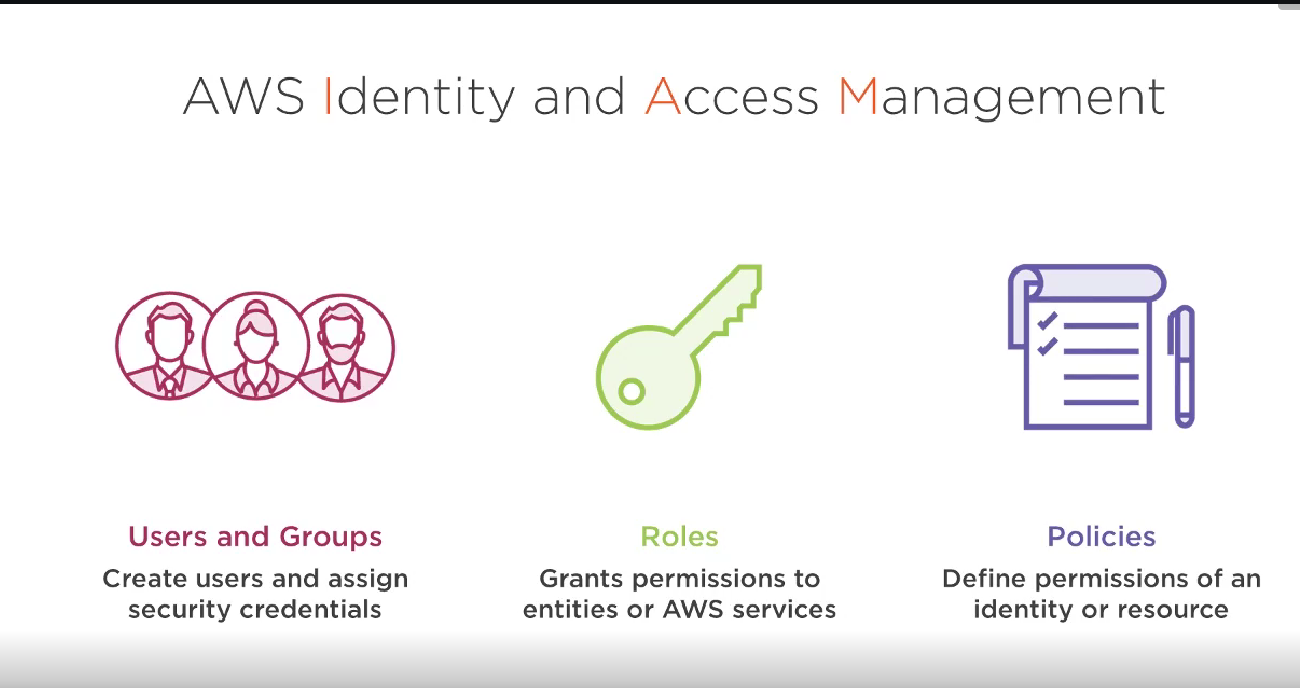 AWS Identity and Access Management
Users and Groups
Create users and assign
security credentials
Roles
Grants permissions to
entities or AWS services
Policies
Define permissions of an
identity or resource